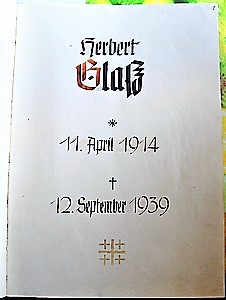 Herbert
Glaß
* 
11. April 1914
†
12. September 1939